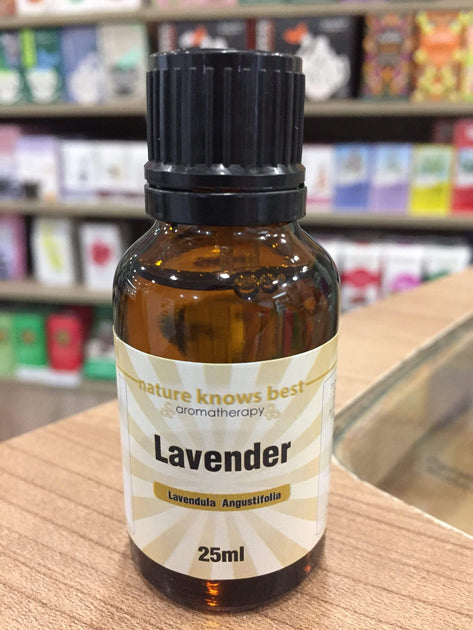 nature knows best
aromatherapy
Lavender
Lavendula Angustifolia
25ml